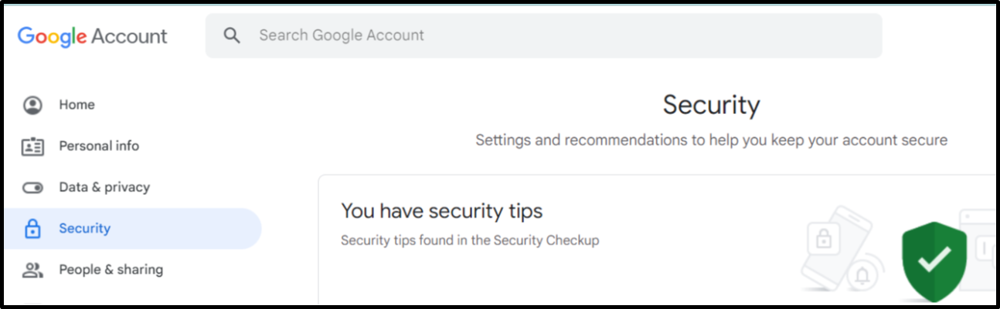 Google Account
Search Google Account
Home
Personal info
Data & privacy
Security
People & sharing
Security
Settings and recommendations to help you keep your account secure
You have security tips
Security tips found in the Security Checkup